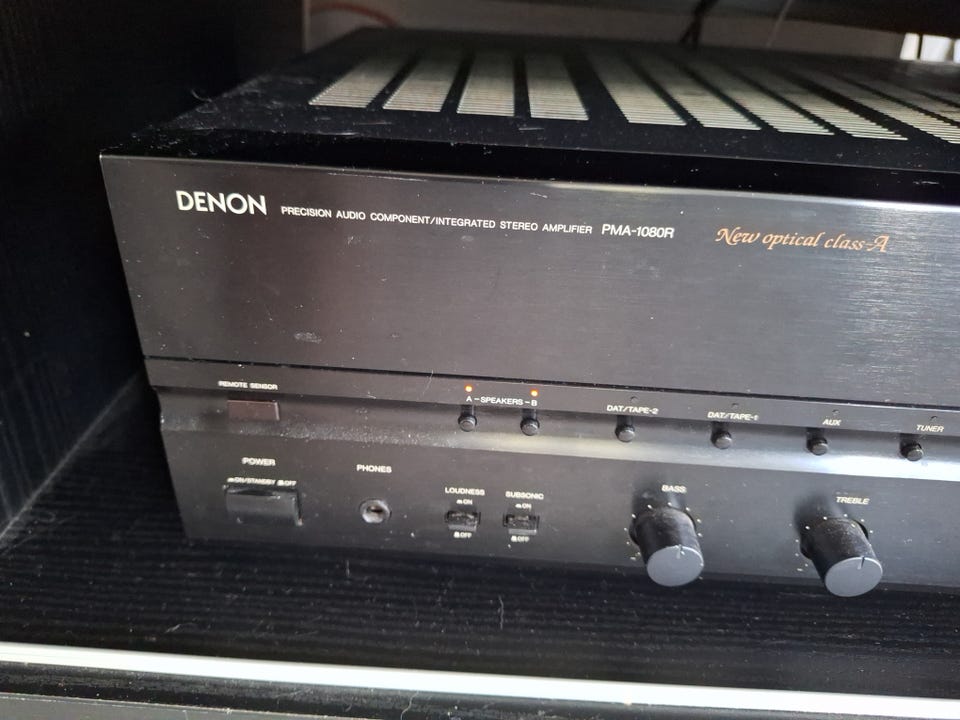 DENON PRECISION AUDIO COMPONENT/INTEGRATED STEREO AMPLIFIER PMA-1080R New optical class-A
REMOTE SENSOR
A - SPEAKERS - B
DAT/TAPE-2
DAT/TAPE-1
AUX
TUNER
POWER
ON/STANDBY OFF
PHONES
LOUDNESS
ON
OFF
SUBSONIC
ON
OFF
BASS
TREBLE